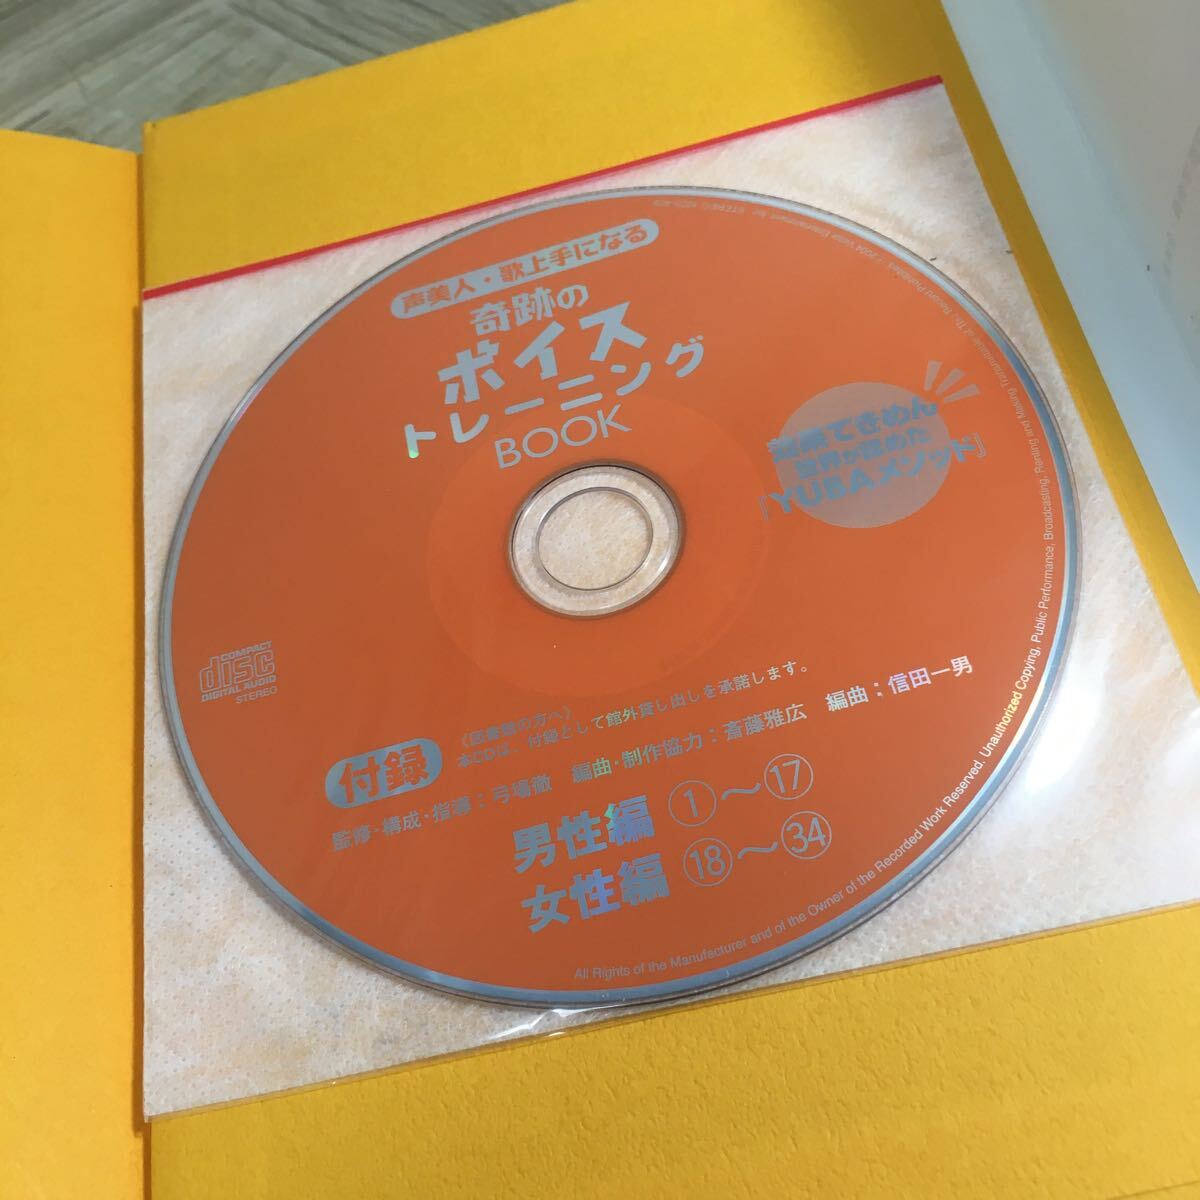 声美人・歌上手になる
奇跡の
ボイス
トレーニング
BOOK
効果てきめん
世界が認めた
『YUBAメソッド』
COMPACT
disc
DIGITAL AUDIO
STEREO
付録
《図書館の方へ》
本CDは、付録として館外貸し出しを承諾します。
監修・構成・指導：弓場徹　編曲・制作協力：斎藤雅広　編曲：信田一男
男性編 ①〜⑰
女性編 ⑱〜㉞
All Rights of the Manufacturer and of the Owner of the Recorded Work Reserved. Unauthorized Copying, Public Performance, Broadcasting, Renting and Making Transmittable of This Record Prohibited.